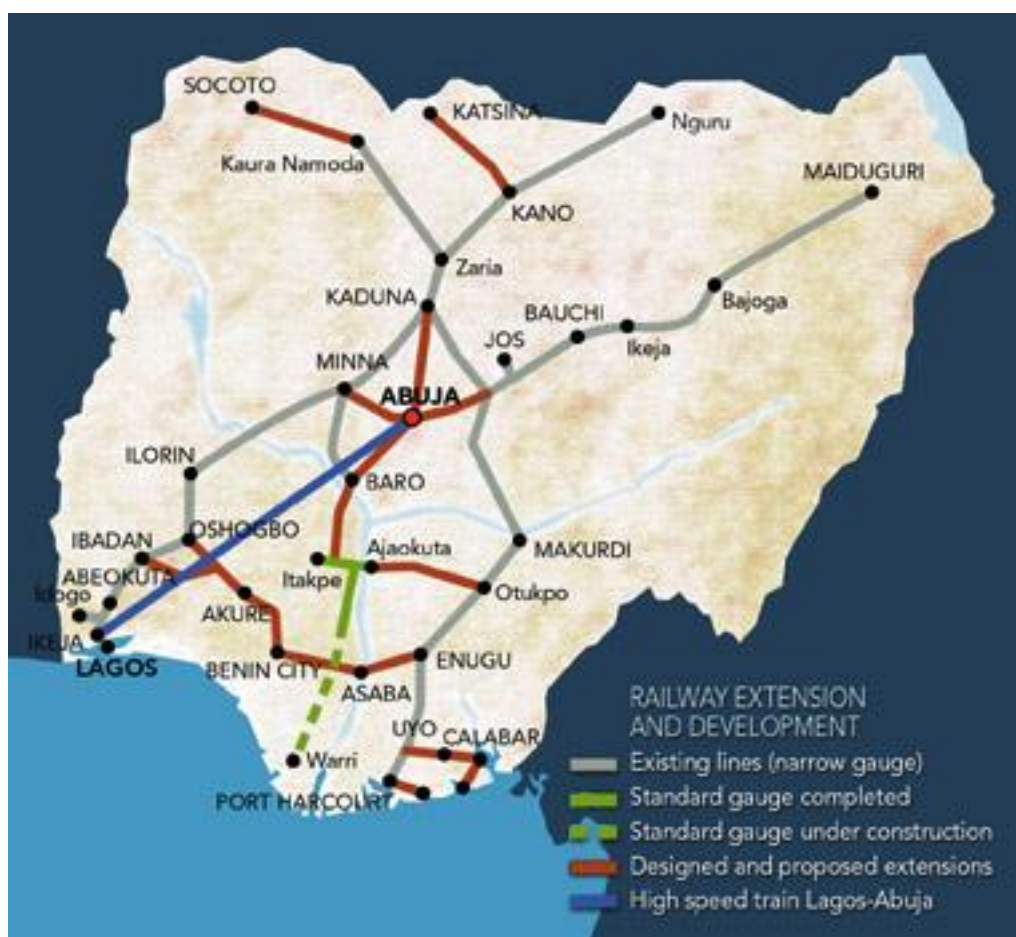 SOCOTO
KATSINA
Nguru
Kaura Namoda
MAIDUGURI
KANO
Zaria
KADUNA
BAUCHI
Bajoga
JOS
Ikeja
MINNA
ABUJA
ILORIN
BARO
OSHOGBO
IBADAN
Ajaokuta
MAKURDI
ABEOKUTA
Itakpe
Idogo
Otukpo
AKURE
IKEJA
LAGOS
BENIN CITY
ENUGU
ASABA
UYO
CALABAR
Warri
PORT HARCOURT
RAILWAY EXTENSION
AND DEVELOPMENT
Existing lines (narrow gauge)
Standard gauge completed
Standard gauge under construction
Designed and proposed extensions
High speed train Lagos-Abuja